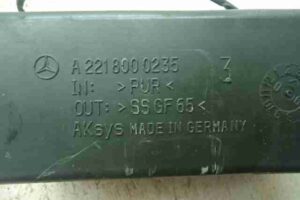 A 221 800 0235
IN: >PUR<
OUT: >SS GF 65<
AKsys MADE IN GERMANY